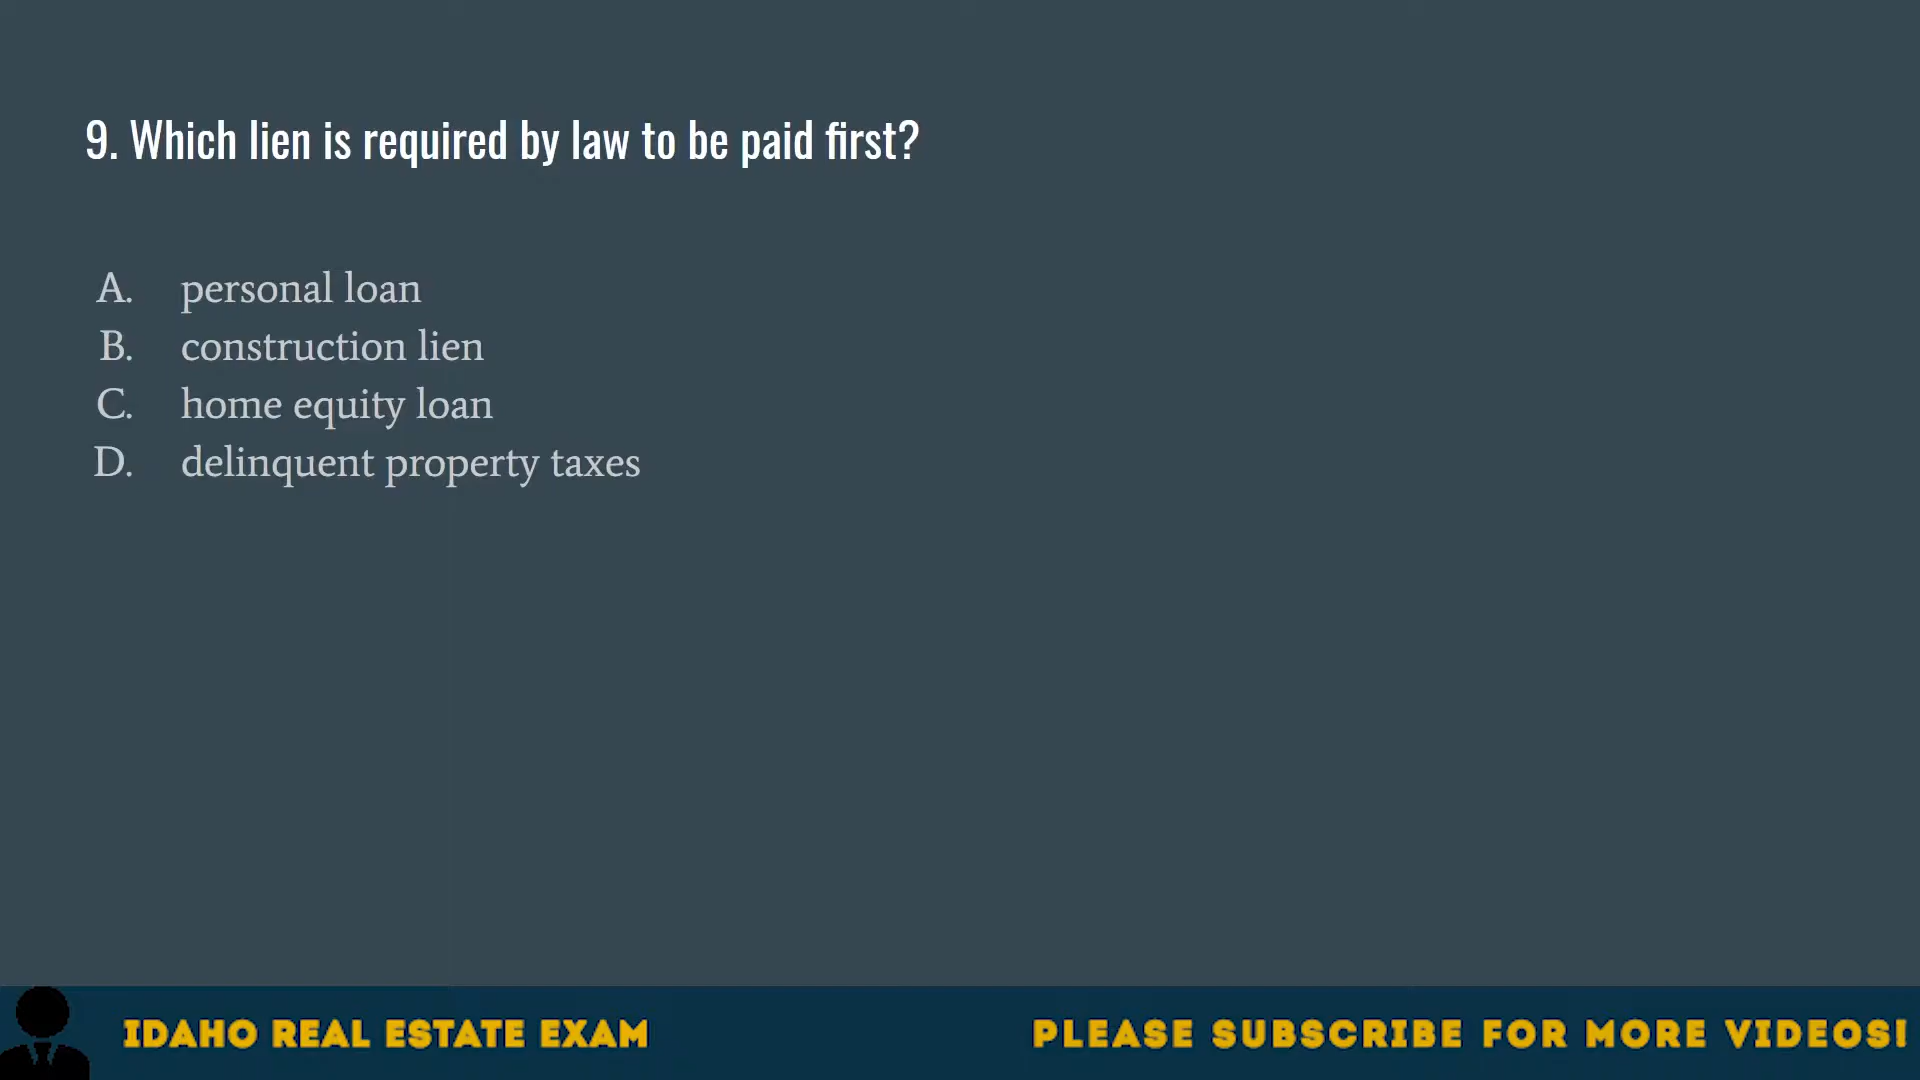 9. Which lien is required by law to be paid first?
A. personal loan
B. construction lien
C. home equity loan
D. delinquent property taxes
IDAHO REAL ESTATE EXAM
PLEASE SUBSCRIBE FOR MORE VIDEOS!